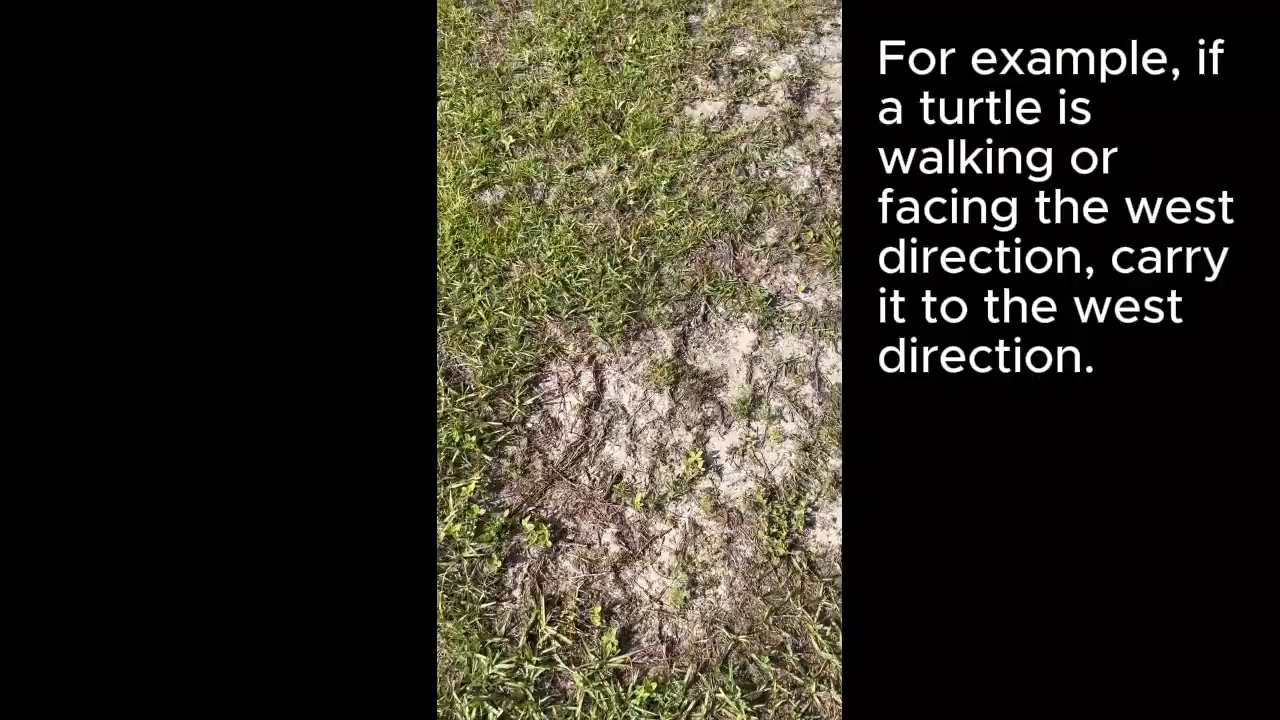 For example, if
a turtle is
walking or
facing the west
direction, carry
it to the west
direction.